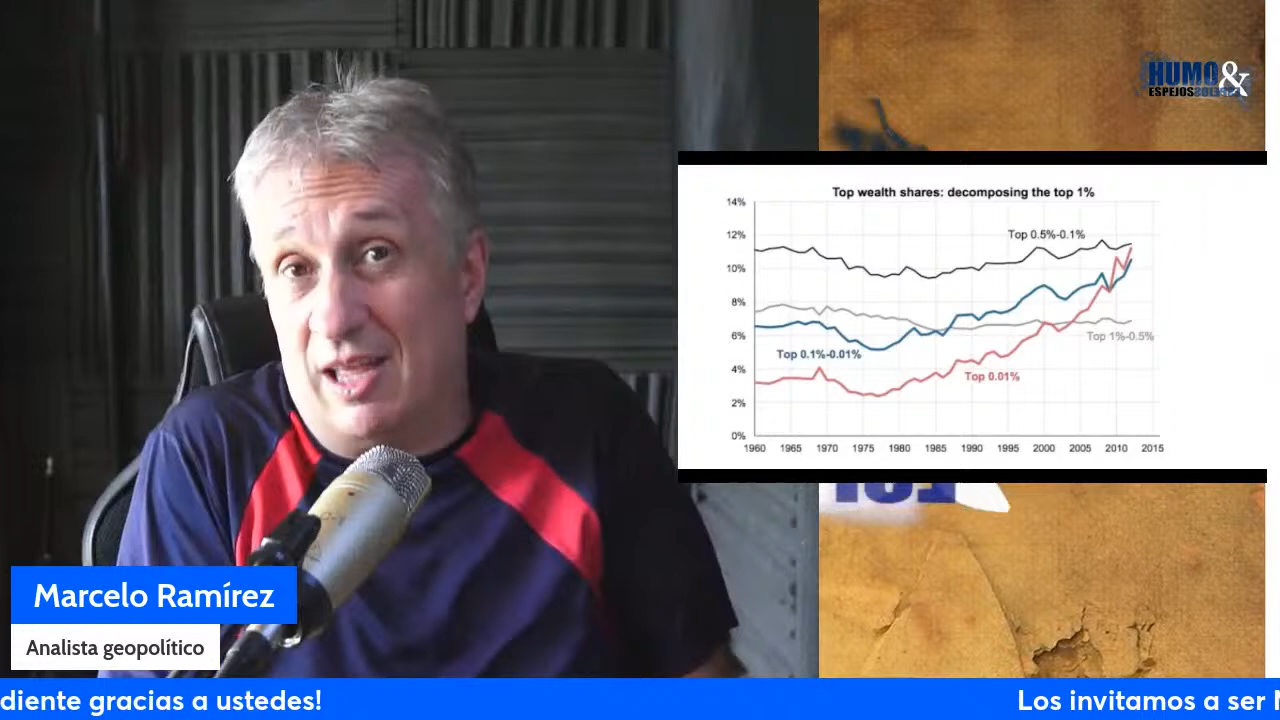 HUMO&
ESPEJOS
Top wealth shares: decomposing the top 1%
14%
12%
10%
8%
6%
4%
2%
0%
Top 0.5%-0.1%
Top 1%-0.5%
Top 0.1%-0.01%
Top 0.01%
1960 1965 1970 1975 1980 1985 1990 1995 2000 2005 2010 2015
Marcelo Ramírez
Analista geopolítico
diente gracias a ustedes!
Los invitamos a ser